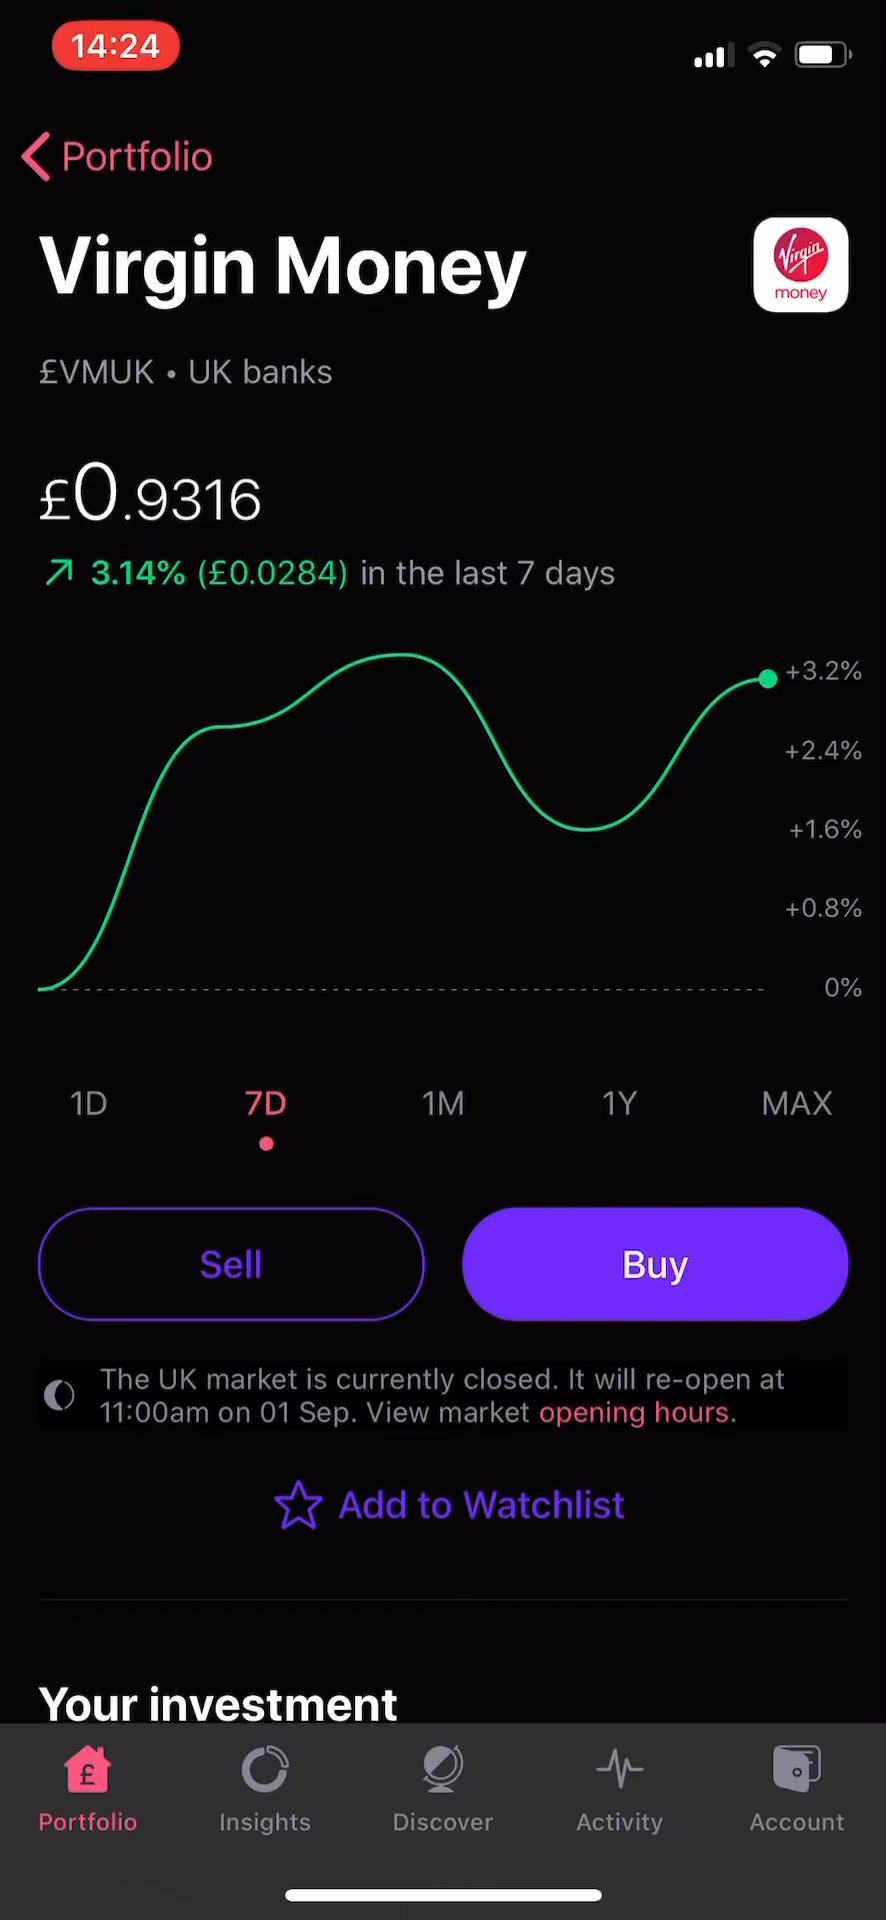 14:24
Portfolio
Virgin Money
Virgin
money
£VMUK • UK banks
£0.9316
3.14% (£0.0284) in the last 7 days
+3.2%
+2.4%
+1.6%
+0.8%
0%
1D 7D 1M 1Y MAX
Sell Buy
The UK market is currently closed. It will re-open at
11:00am on 01 Sep. View market opening hours.
Add to Watchlist
Your investment
£
Portfolio Insights Discover Activity Account